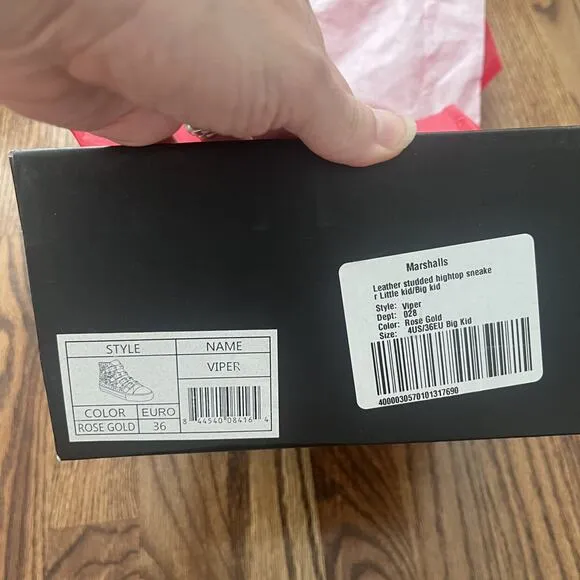 Marshalls
Leather studded hightop sneake
r Little kid/Big kid
Style: Viper
Dept: 028
Color: Rose Gold
Size: 4US/36EU Big Kid
4000030570101317690
STYLE NAME
VIPER
COLOR EURO
ROSE GOLD 36
8 44540 08416 4